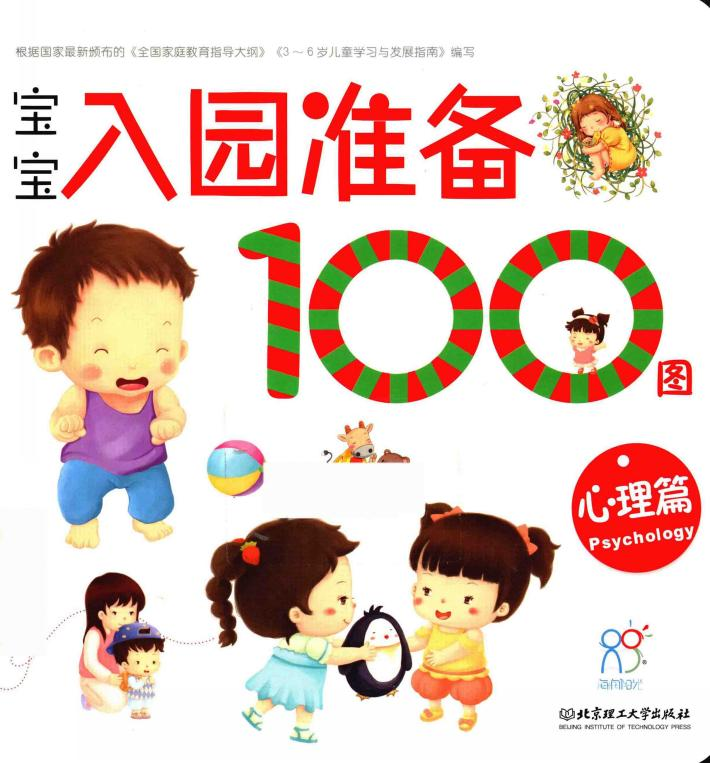 根据国家最新颁布的《全国家庭教育指导大纲》《3～6岁儿童学习与发展指南》编写
宝宝
入园准备
100图
心理篇
Psychology
海润阳光
北京理工大学出版社
BEIJING INSTITUTE OF TECHNOLOGY PRESS